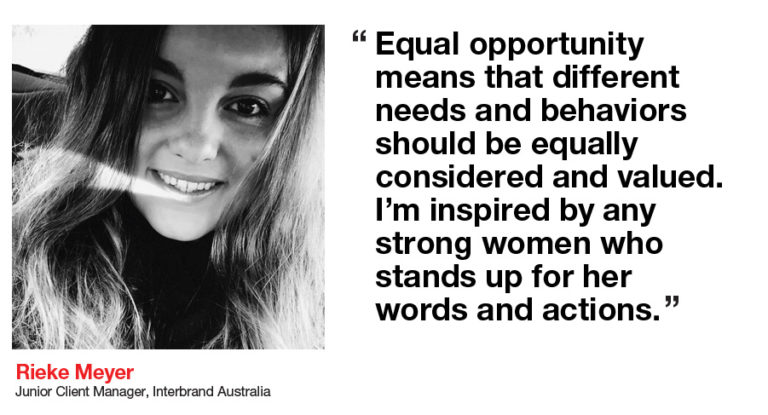 “ Equal opportunity
means that different
needs and behaviors
should be equally
considered and valued.
I’m inspired by any
strong women who
stands up for her
words and actions.”
Rieke Meyer
Junior Client Manager, Interbrand Australia